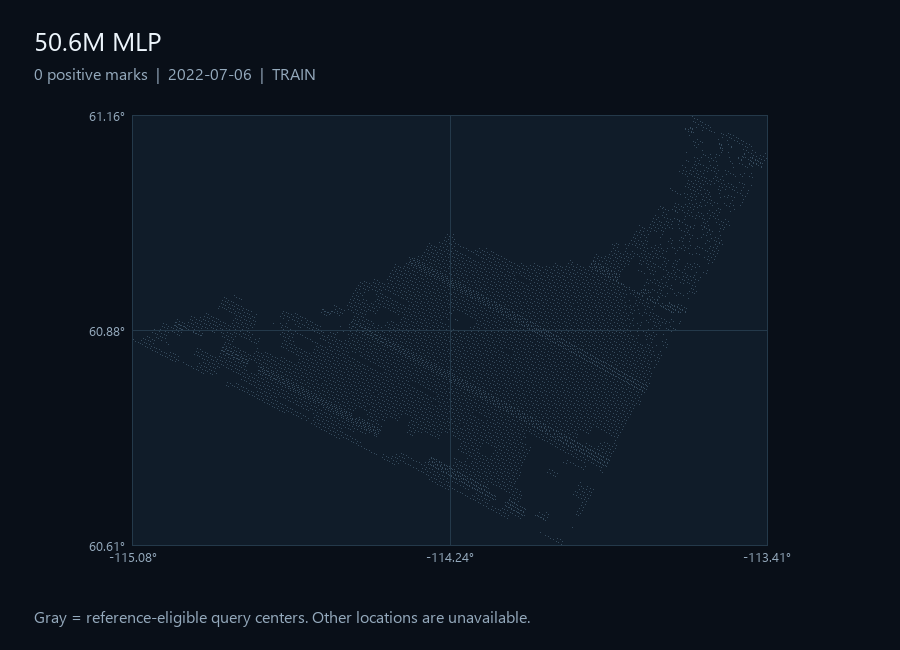 50.6M MLP
0 positive marks | 2022-07-06 | TRAIN
61.16°
60.88°
60.61°
-115.08°
-114.24°
-113.41°
Gray = reference-eligible query centers. Other locations are unavailable.